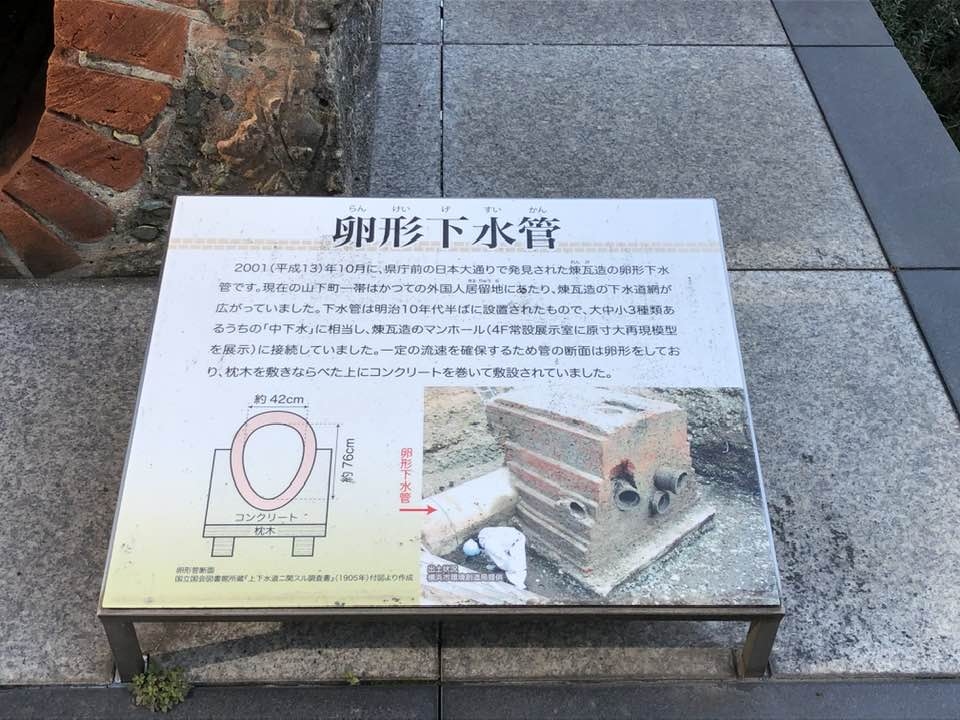 らん けい げ すい かん
卵形下水管
2001(平成13)年10月に、県庁前の日本大通りで発見された煉瓦造の卵形下水
管です。現在の山下町一帯はかつての外国人居留地にあたり、煉瓦造の下水道網が
広がっていました。下水管は明治10年代半ばに設置されたもので、大中小3種類あ
るうちの「中下水」に相当し、煉瓦造のマンホール(4F常設展示室に原寸大再現模型
を展示)に接続していました。一定の流速を確保するため管の断面は卵形をしてお
り、枕木を敷きならべた上にコンクリートを巻いて敷設されていました。
約 42cm
約 76cm
コンクリート
枕木
卵形管断面
国立国会図書館所蔵『上下水道ニ関スル調査書』(1905年)付図より作成
卵形下水管
出土状況
横浜市環境創造局提供